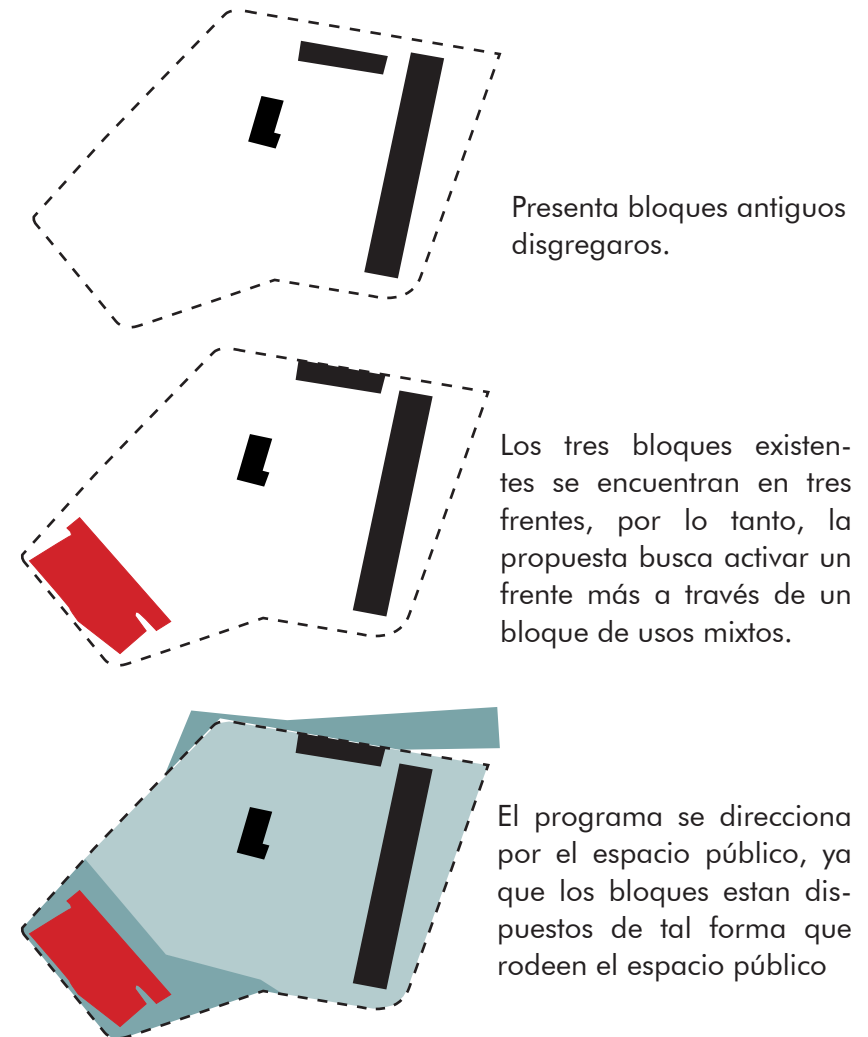 Presenta bloques antiguos
disgregaros.
Los tres bloques existen-
tes se encuentran en tres
frentes, por lo tanto, la
propuesta busca activar un
frente más a través de un
bloque de usos mixtos.
El programa se direcciona
por el espacio público, ya
que los bloques estan dis-
puestos de tal forma que
rodeen el espacio público